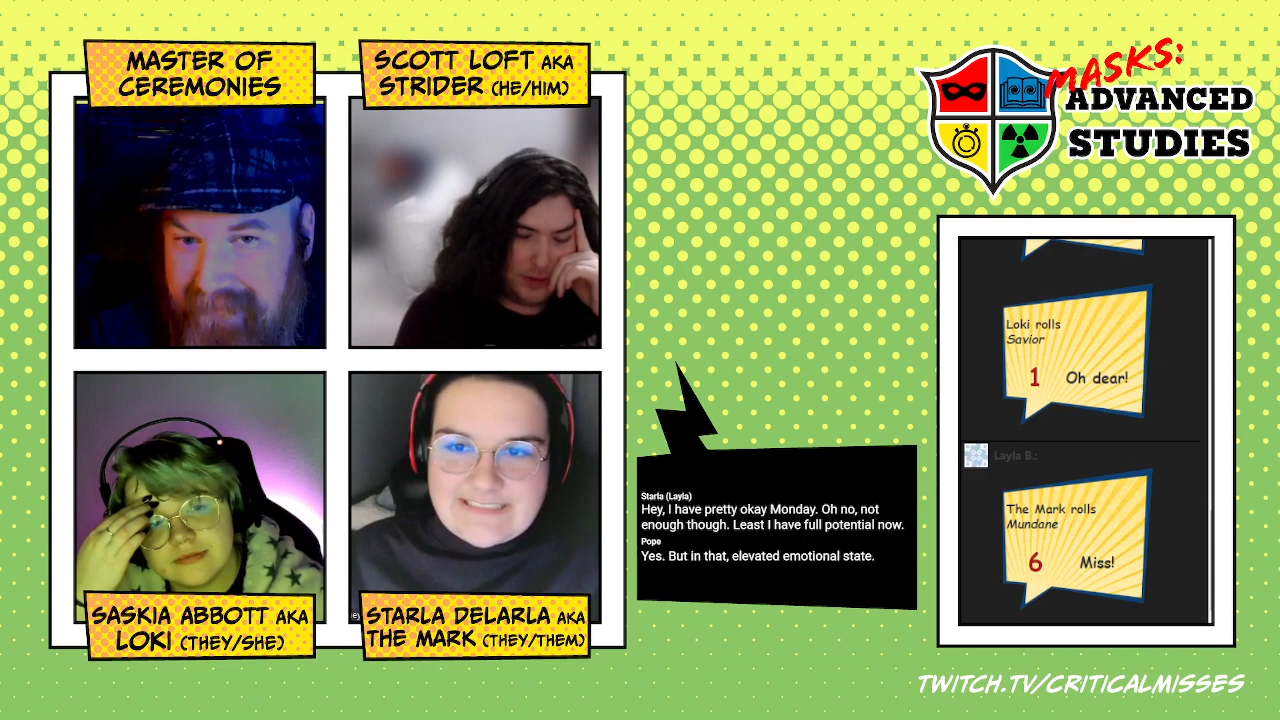 MASTER OF
CEREMONIES
SCOTT LOFT AKA
STRIDER (HE/HIM)
SASKIA ABBOTT AKA
LOKI (THEY/SHE)
STARLA DELARLA AKA
THE MARK (THEY/THEM)
Starla (Layla)
Hey, I have pretty okay Monday. Oh no, not
enough though. Least I have full potential now.
Pope
Yes. But in that, elevated emotional state.
MASKS:
ADVANCED
STUDIES
Loki rolls
Savior
1 Oh dear!
Layla B.:
The Mark rolls
Mundane
6 Miss!
TWITCH.TV/CRITICALMISSES